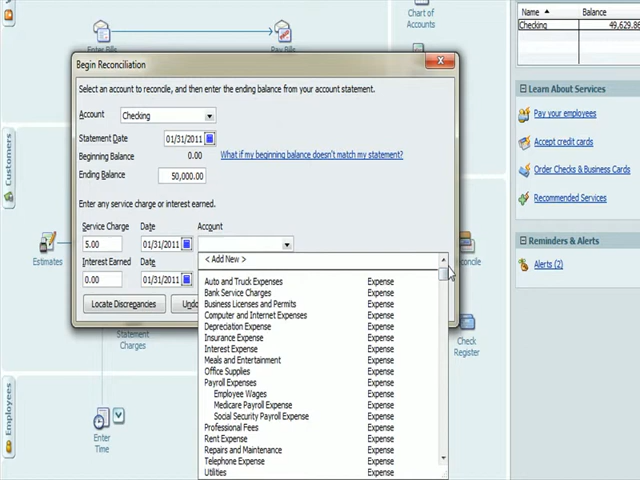 Chart of
Accounts
Name
Balance
Checking
49,629.86
Enter Bills
Pay Bills
Begin Reconciliation
X
Select an account to reconcile, and then enter the ending balance from your account statement.
Account
Checking
Statement Date
01/31/2011
Beginning Balance
0.00
What if my beginning balance doesn't match my statement?
Ending Balance
50,000.00
Enter any service charge or interest earned.
Service Charge
Date
Account
5.00
01/31/2011
Interest Earned
Date
0.00
01/31/2011
Locate Discrepancies
Undo
< Add New >
Auto and Truck Expenses Expense
Bank Service Charges Expense
Business Licenses and Permits Expense
Computer and Internet Expenses Expense
Depreciation Expense Expense
Insurance Expense Expense
Interest Expense Expense
Meals and Entertainment Expense
Office Supplies Expense
Payroll Expenses Expense
Employee Wages Expense
Medicare Payroll Expense Expense
Social Security Payroll Expense Expense
Professional Fees Expense
Rent Expense Expense
Repairs and Maintenance Expense
Telephone Expense Expense
Utilities Expense
Customers
Estimates
Statement
Charges
Check
Register
Employees
Enter
Time
Learn About Services
Pay your employees
Accept credit cards
Order Checks & Business Cards
Recommended Services
Reminders & Alerts
Alerts (2)